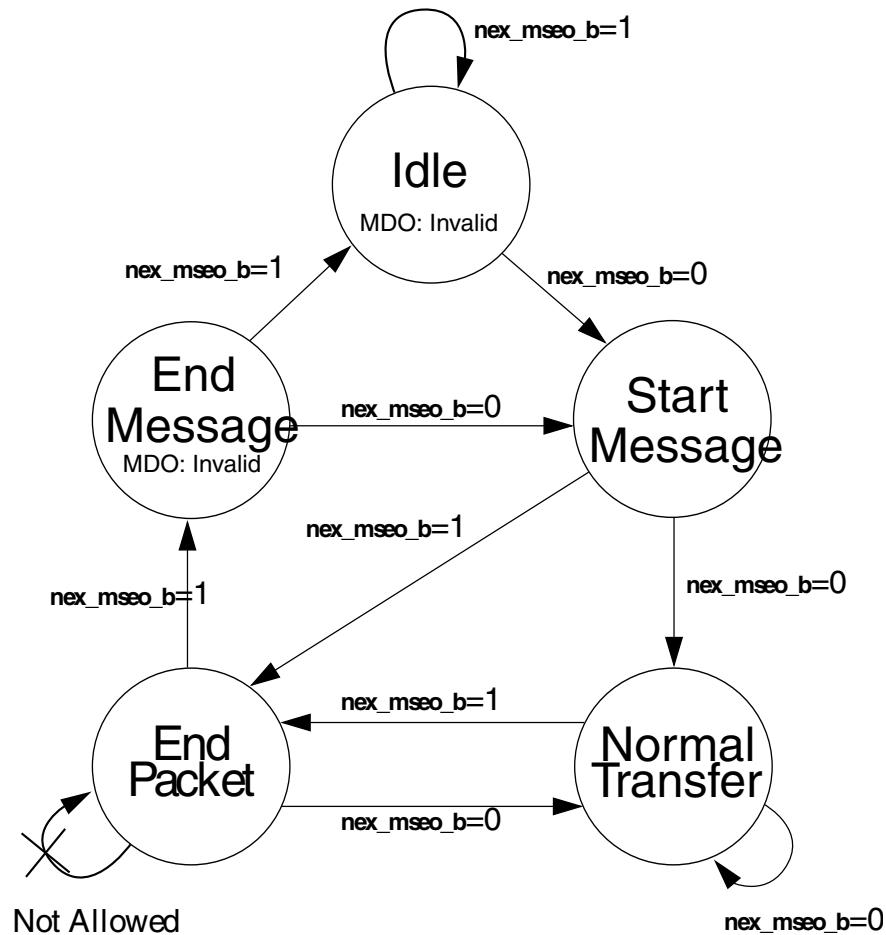 nex_mseo_b=1
Idle
MDO: Invalid
nex_mseo_b=1
nex_mseo_b=0
End
Message
MDO: Invalid
nex_mseo_b=0
Start
Message
nex_mseo_b=1
nex_mseo_b=1
nex_mseo_b=0
nex_mseo_b=1
End
Packet
Normal
Transfer
nex_mseo_b=0
Not Allowed
nex_mseo_b=0